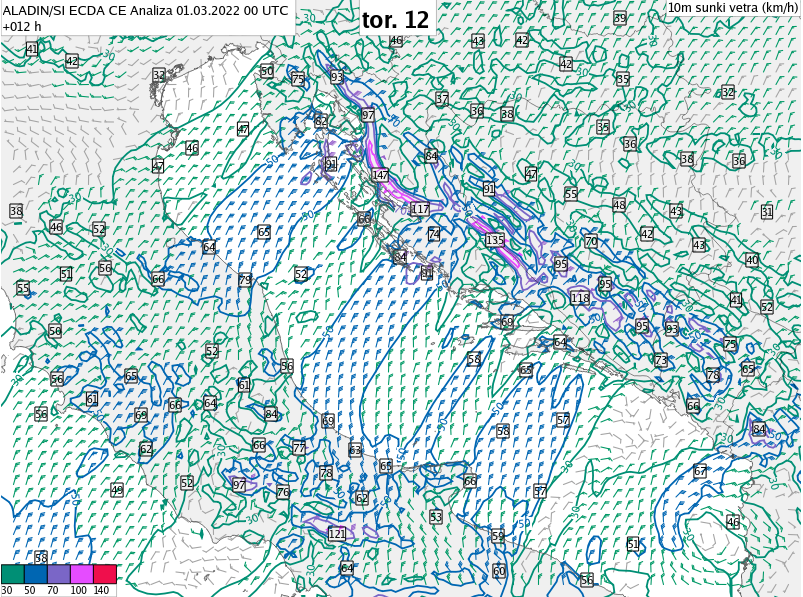 ALADIN/SI ECDA CE Analiza 01.03.2022 00 UTC
+012 h
tor. 12
10m sunki vetra (km/h)
39
46 43 42
41 42 32 50 75 93 42 35 32
37 36 38
47 82 97 35 36
46 47 91 84 38 36
147 91 47 55
38 117 48 43 31
46 52 65 66 74 135 70 42 43
64 84 40
51 56 66 79 52 81 95
55 118 95 41 52
50 69 95 93
52 64 75
56 65 56 58 65 73 78 65
61 61
56 69 66 64 84 69 57 66
58 84
62 66 77 63
97 78 65 66 67
49 52 76 62 37
53 46
121 59 51
58 64 60 56
30 50 70 100 140